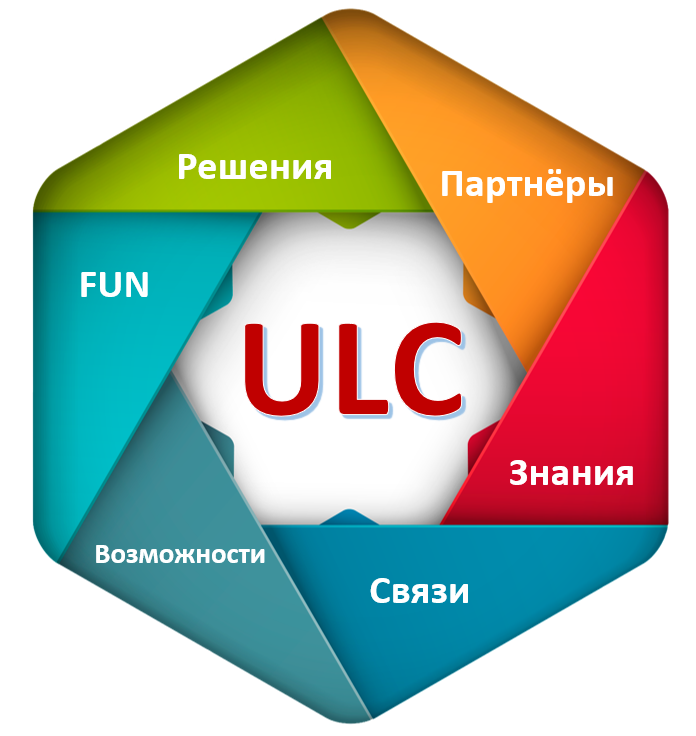 Решения
Партнёры
FUN
ULC
Знания
Возможности
Связи